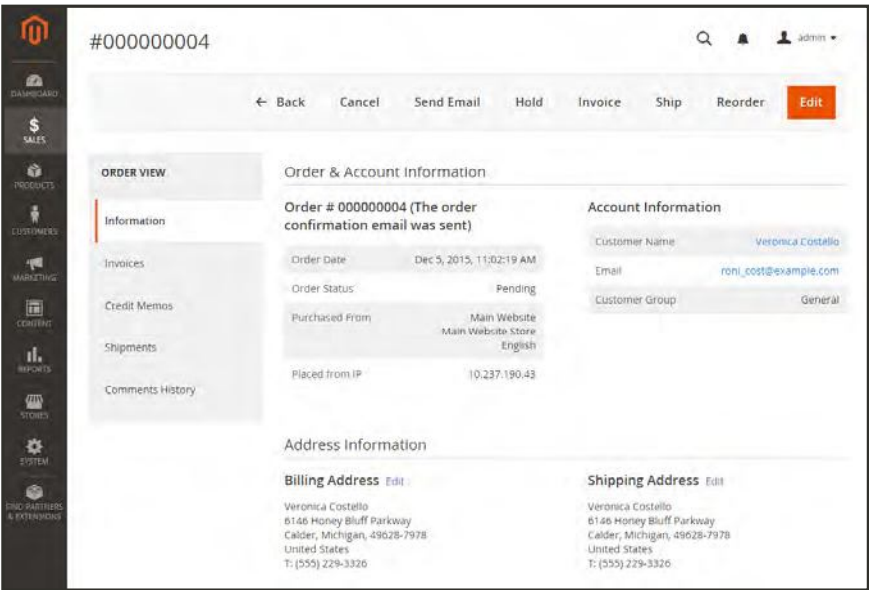 #000000004
admin
DASHBOARD
SALES
PRODUCTS
CUSTOMERS
MARKETING
CONTENT
REPORTS
STORES
SYSTEM
FIND PARTNERS
& EXTENSIONS
← Back Cancel Send Email Hold Invoice Ship Reorder Edit
ORDER VIEW
Information
Invoices
Credit Memos
Shipments
Comments History
Order & Account Information
Order # 000000004 (The order
confirmation email was sent)
Order Date Dec 5, 2015, 11:02:19 AM
Order Status Pending
Purchased From Main Website
Main Website Store
English
Placed from IP 10.237.190.43
Account Information
Customer Name Veronica Costello
Email roni_cost@example.com
Customer Group General
Address Information
Billing Address Edit
Veronica Costello
6146 Honey Bluff Parkway
Calder, Michigan, 49628-7978
United States
T: (555) 229-3326
Shipping Address Edit
Veronica Costello
6146 Honey Bluff Parkway
Calder, Michigan, 49628-7978
United States
T: (555) 229-3326